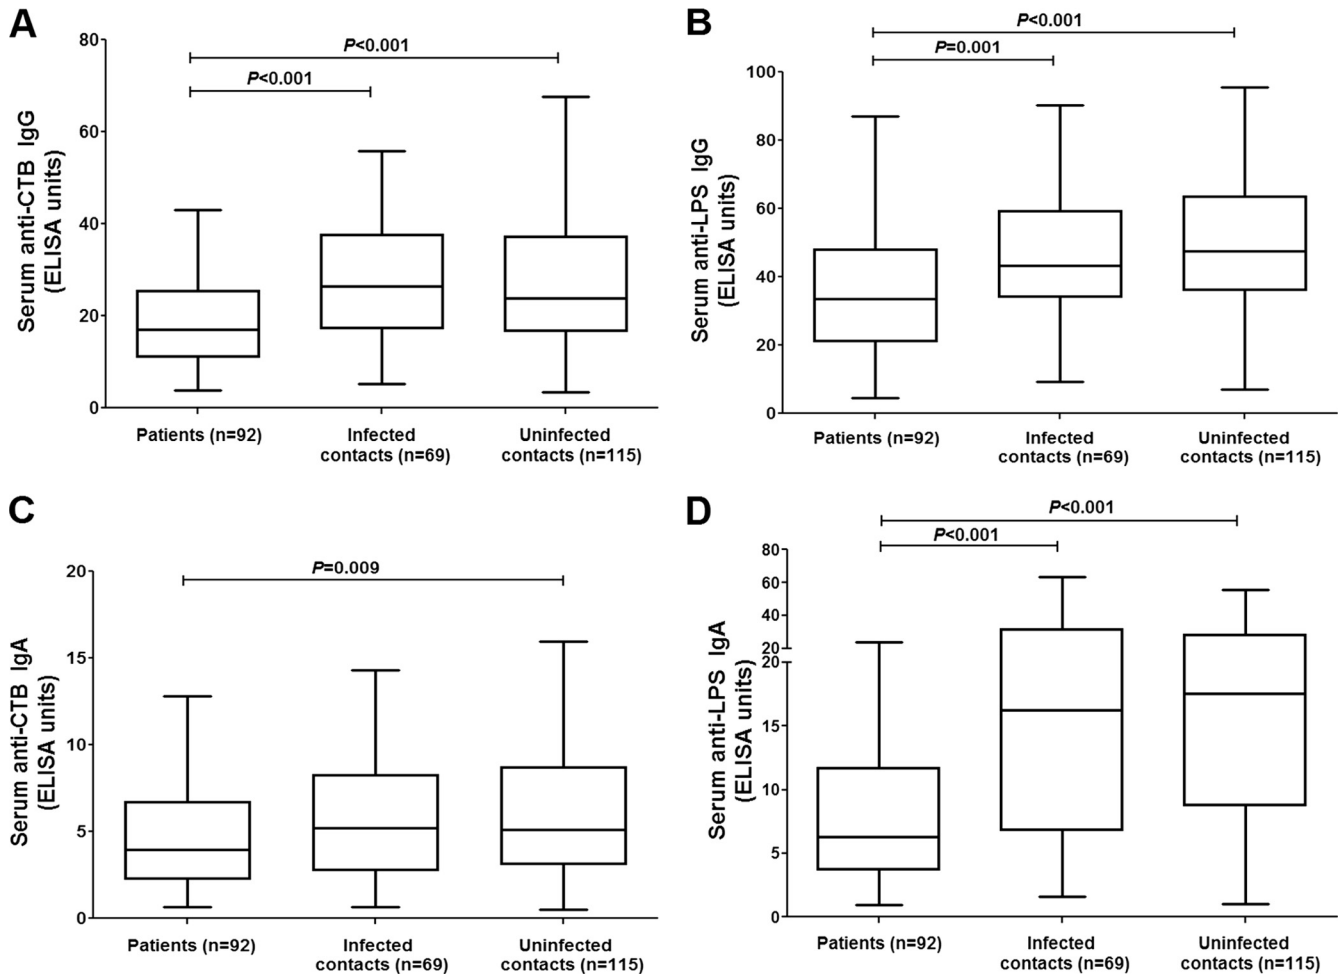 A
Serum anti-CTB IgG
(ELISA units)
80
60
40
20
0
P<0.001
P<0.001
Patients (n=92)
Infected
contacts (n=69)
Uninfected
contacts (n=115)
B
Serum anti-LPS IgG
(ELISA units)
100
80
60
40
20
0
P<0.001
P=0.001
Patients (n=92)
Infected
contacts (n=69)
Uninfected
contacts (n=115)
C
Serum anti-CTB IgA
(ELISA units)
20
15
10
5
0
P=0.009
Patients (n=92)
Infected
contacts (n=69)
Uninfected
contacts (n=115)
D
Serum anti-LPS IgA
(ELISA units)
80
60
40
20
20
15
10
5
0
P<0.001
P<0.001
Patients (n=92)
Infected
contacts (n=69)
Uninfected
contacts (n=115)